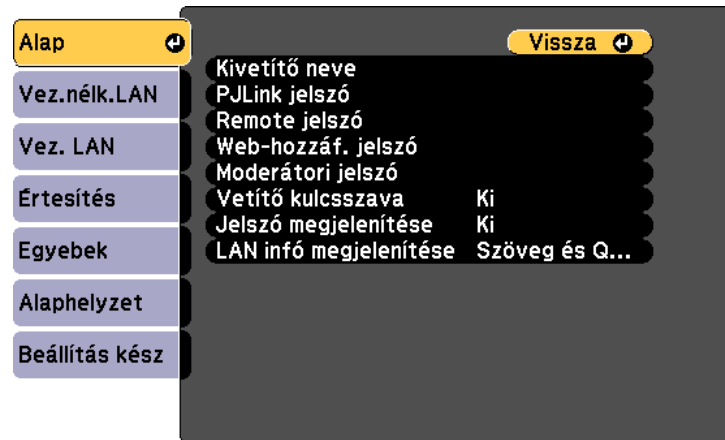 Alap
Vez.nélk.LAN
Vez. LAN
Értesítés
Egyebek
Alaphelyzet
Beállítás kész
Vissza
Kivetítő neve
PJLink jelszó
Remote jelszó
Web-hozzáf. jelszó
Moderátori jelszó
Vetítő kulcsszava Ki
Jelszó megjelenítése Ki
LAN infó megjelenítése Szöveg és Q...